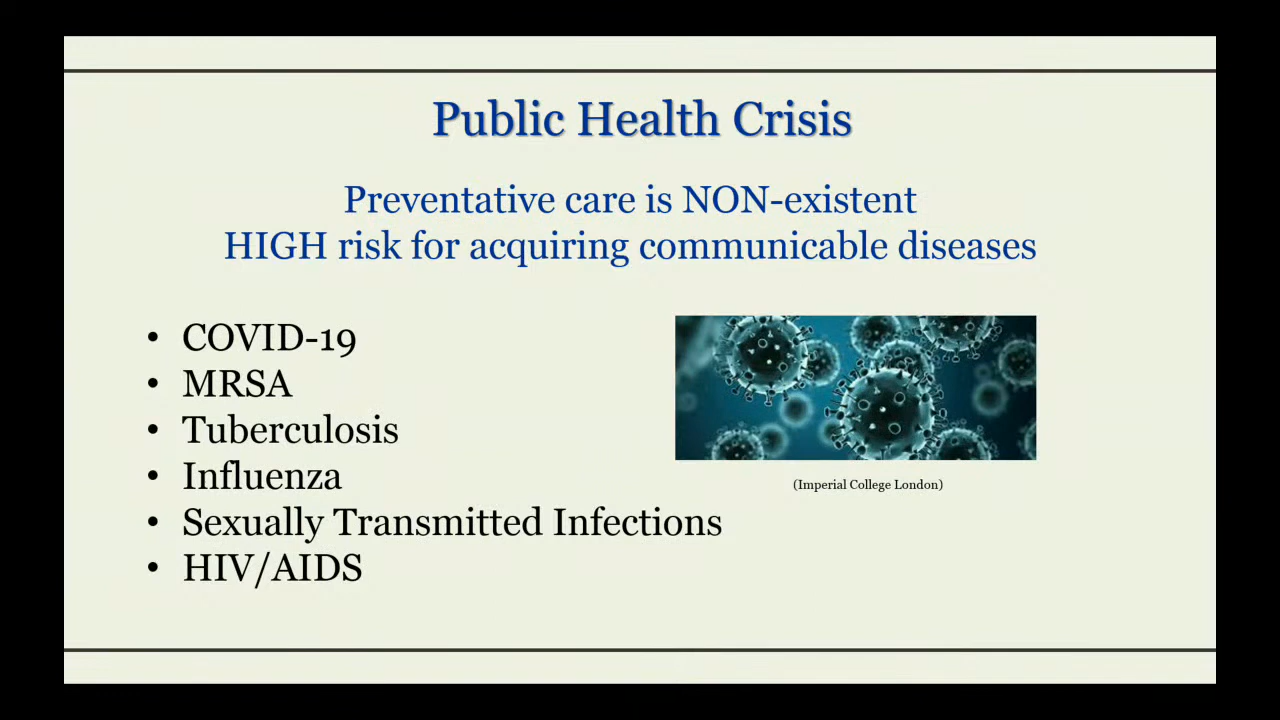 Public Health Crisis
Preventative care is NON-existent
HIGH risk for acquiring communicable diseases
• COVID-19
• MRSA
• Tuberculosis
• Influenza
• Sexually Transmitted Infections
• HIV/AIDS
(Imperial College London)